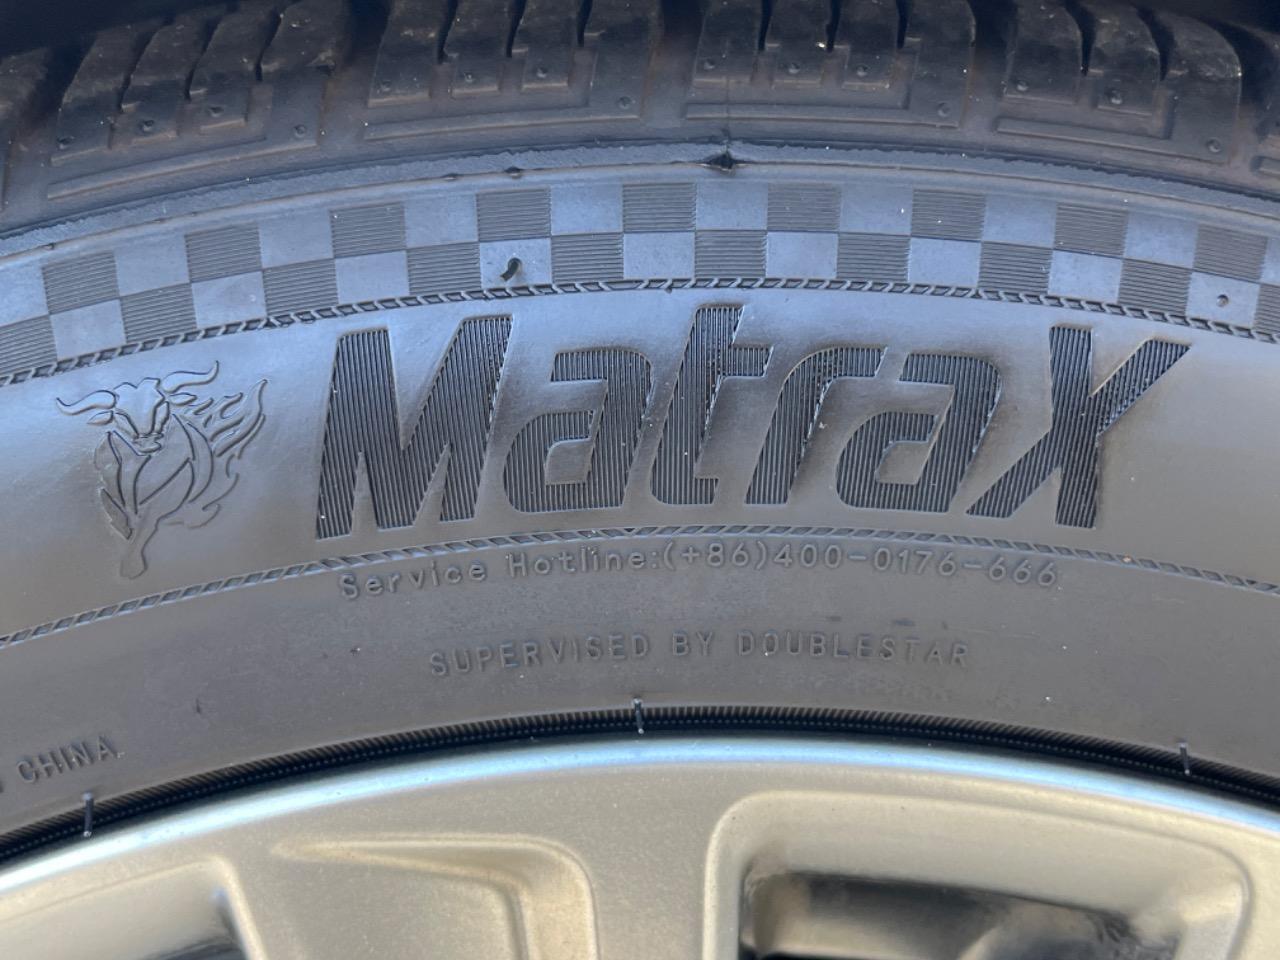 MatraX
Service Hotline:(+86)400-0176-666
SUPERVISED BY DOUBLESTAR
CHINA